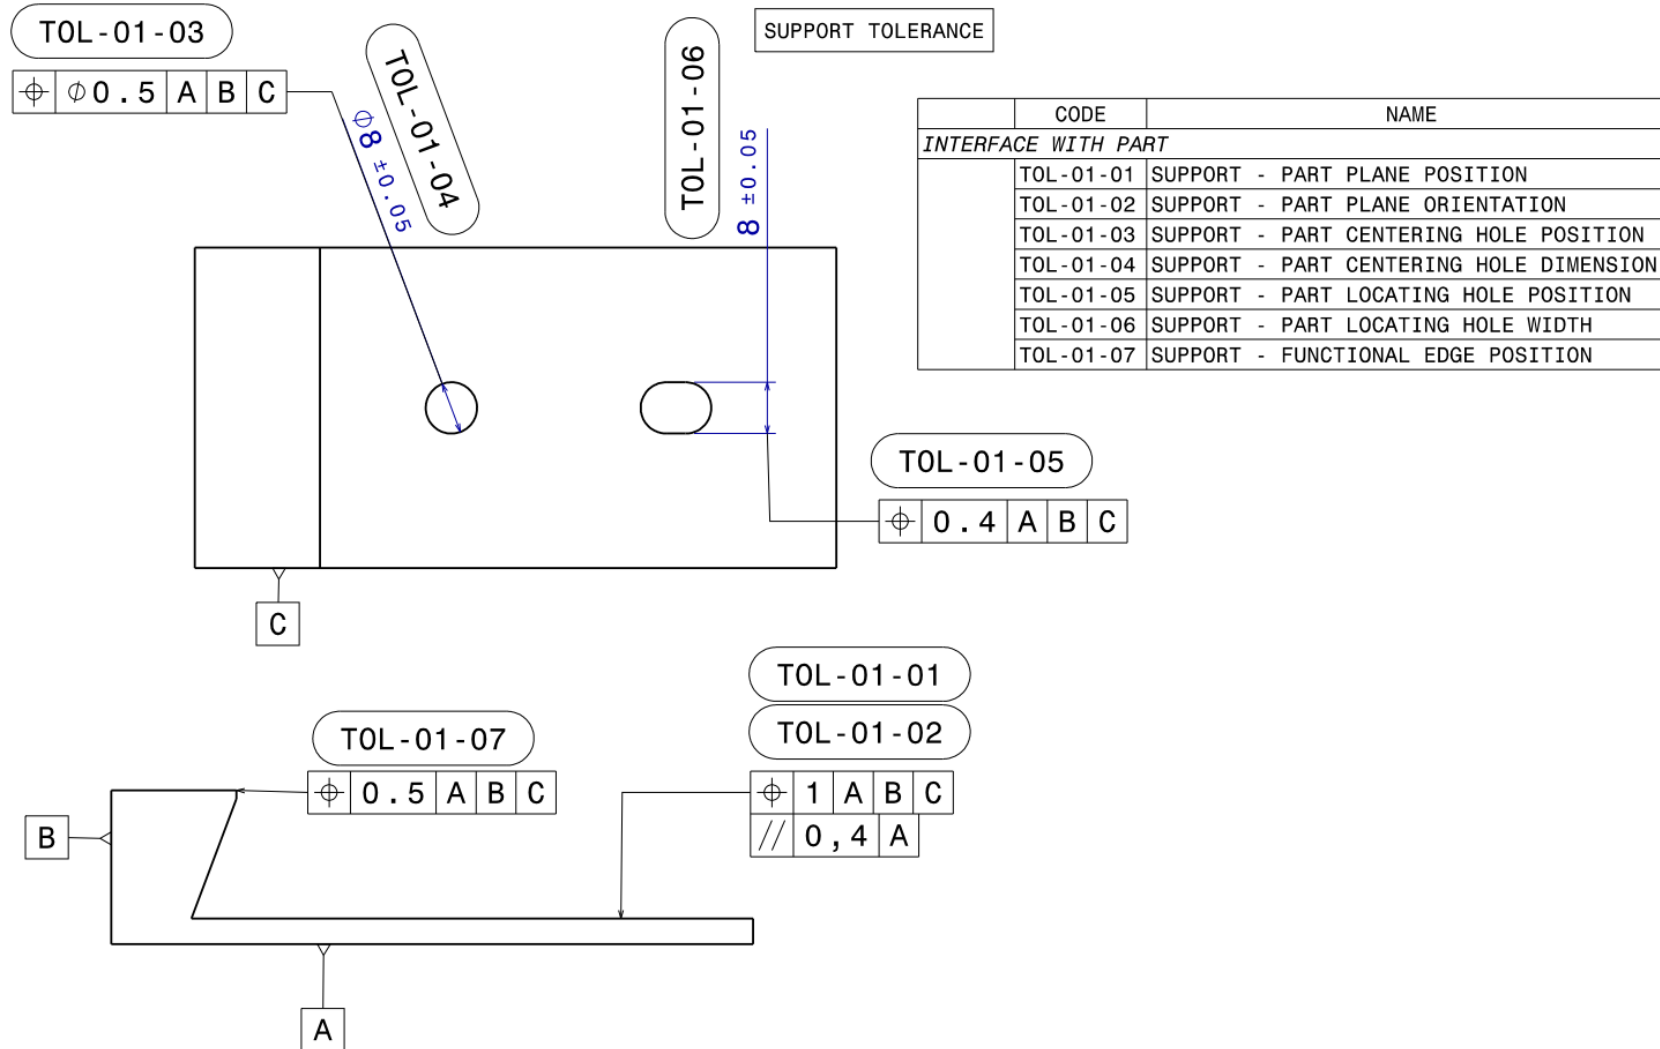 TOL-01-03
⌖ ⌀0.5 A B C
TOL-01-04
⌀8 ±0.05
TOL-01-06
8 ±0.05
SUPPORT TOLERANCE
CODE NAME
INTERFACE WITH PART
TOL-01-01 SUPPORT - PART PLANE POSITION
TOL-01-02 SUPPORT - PART PLANE ORIENTATION
TOL-01-03 SUPPORT - PART CENTERING HOLE POSITION
TOL-01-04 SUPPORT - PART CENTERING HOLE DIMENSION
TOL-01-05 SUPPORT - PART LOCATING HOLE POSITION
TOL-01-06 SUPPORT - PART LOCATING HOLE WIDTH
TOL-01-07 SUPPORT - FUNCTIONAL EDGE POSITION
TOL-01-05
⌖ 0.4 A B C
C
TOL-01-01
TOL-01-02
⌖ 1 A B C
// 0,4 A
TOL-01-07
⌖ 0.5 A B C
B
A